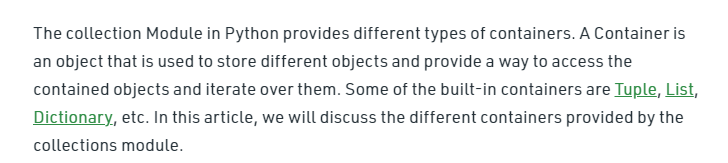 The collection Module in Python provides different types of containers. A Container is
an object that is used to store different objects and provide a way to access the
contained objects and iterate over them. Some of the built-in containers are Tuple, List,
Dictionary, etc. In this article, we will discuss the different containers provided by the
collections module.